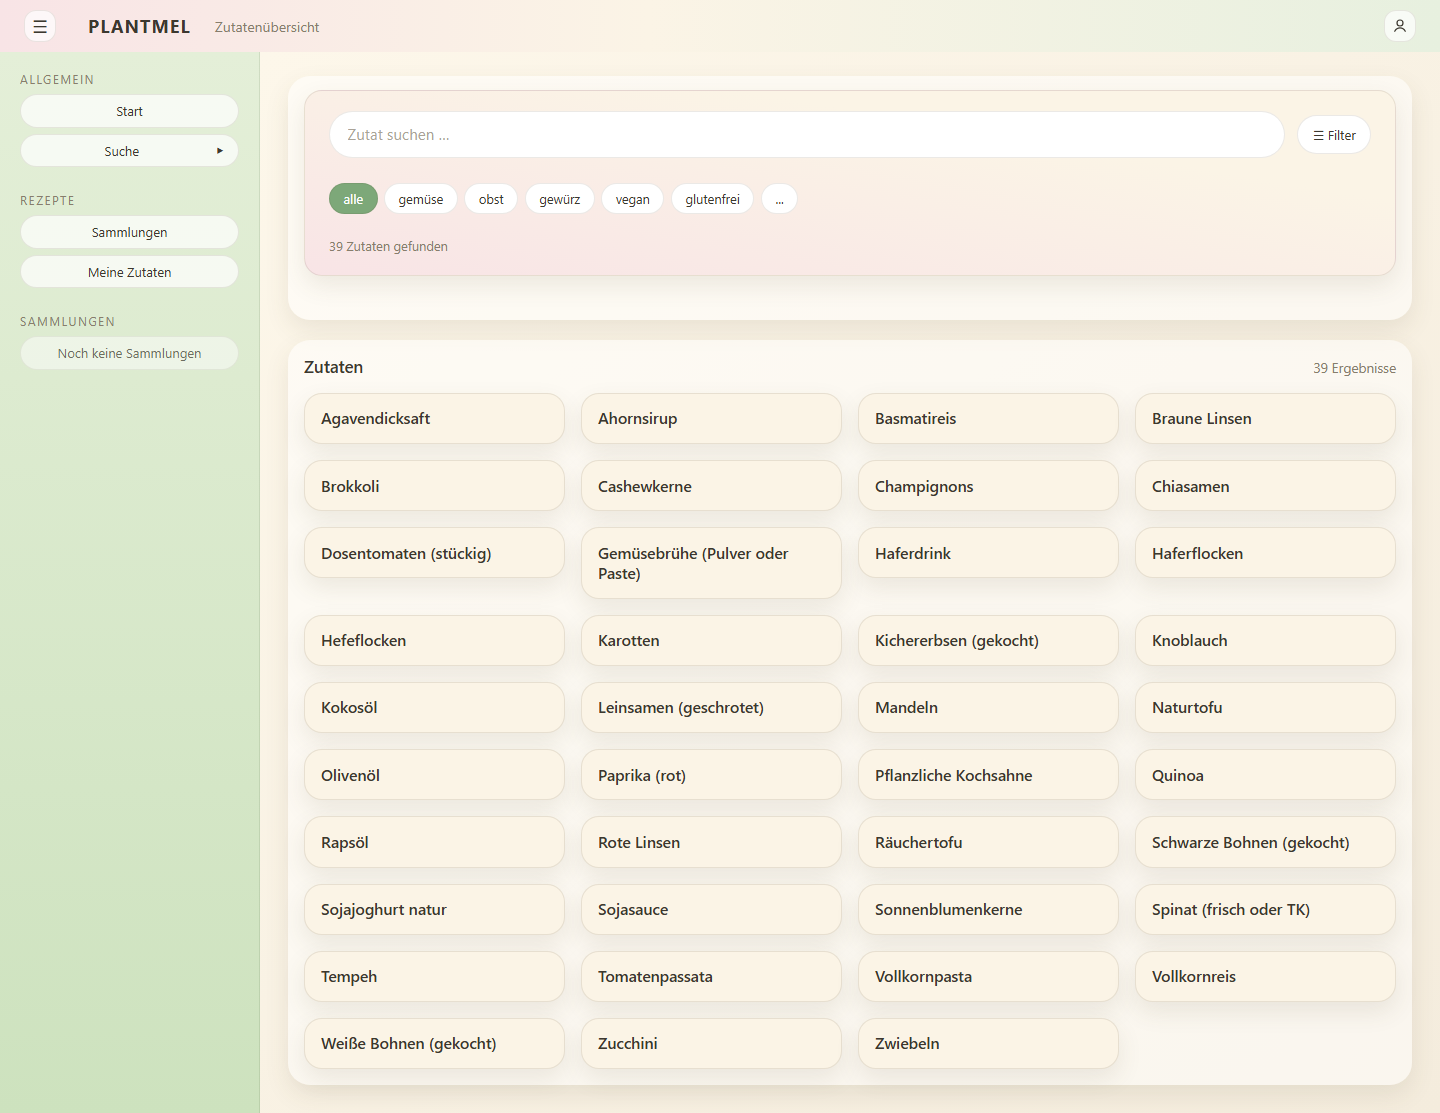 ☰ PLANTMEL Zutatenübersicht
ALLGEMEIN
Start
Suche ▸
REZEPTE
Sammlungen
Meine Zutaten
SAMMLUNGEN
Noch keine Sammlungen
Zutat suchen ...
☰ Filter
alle gemüse obst gewürz vegan glutenfrei ...
39 Zutaten gefunden
Zutaten 39 Ergebnisse
Agavendicksaft Ahornsirup Basmatireis Braune Linsen
Brokkoli Cashewkerne Champignons Chiasamen
Dosentomaten (stückig) Gemüsebrühe (Pulver oder Haferdrink Haferflocken
Paste)
Hefeflocken Karotten Kichererbsen (gekocht) Knoblauch
Kokosöl Leinsamen (geschrotet) Mandeln Naturtofu
Olivenöl Paprika (rot) Pflanzliche Kochsahne Quinoa
Rapsöl Rote Linsen Räuchertofu Schwarze Bohnen (gekocht)
Sojajoghurt natur Sojasauce Sonnenblumenkerne Spinat (frisch oder TK)
Tempeh Tomatenpassata Vollkornpasta Vollkornreis
Weiße Bohnen (gekocht) Zucchini Zwiebeln